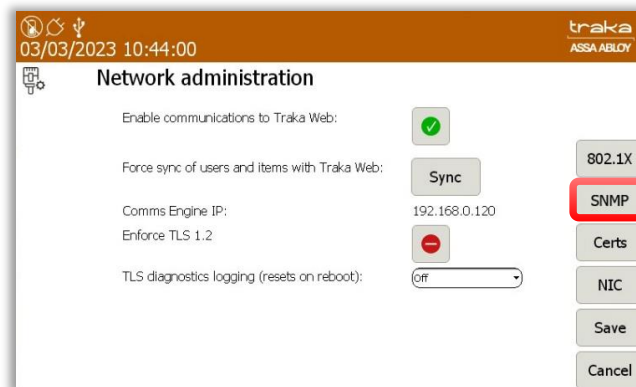 traka
03/03/2023 10:44:00
ASSA ABLOY
Network administration
Enable communications to Traka Web:
Force sync of users and items with Traka Web:
Sync
Comms Engine IP:
192.168.0.120
Enforce TLS 1.2
TLS diagnostics logging (resets on reboot):
Off
802.1X
SNMP
Certs
NIC
Save
Cancel